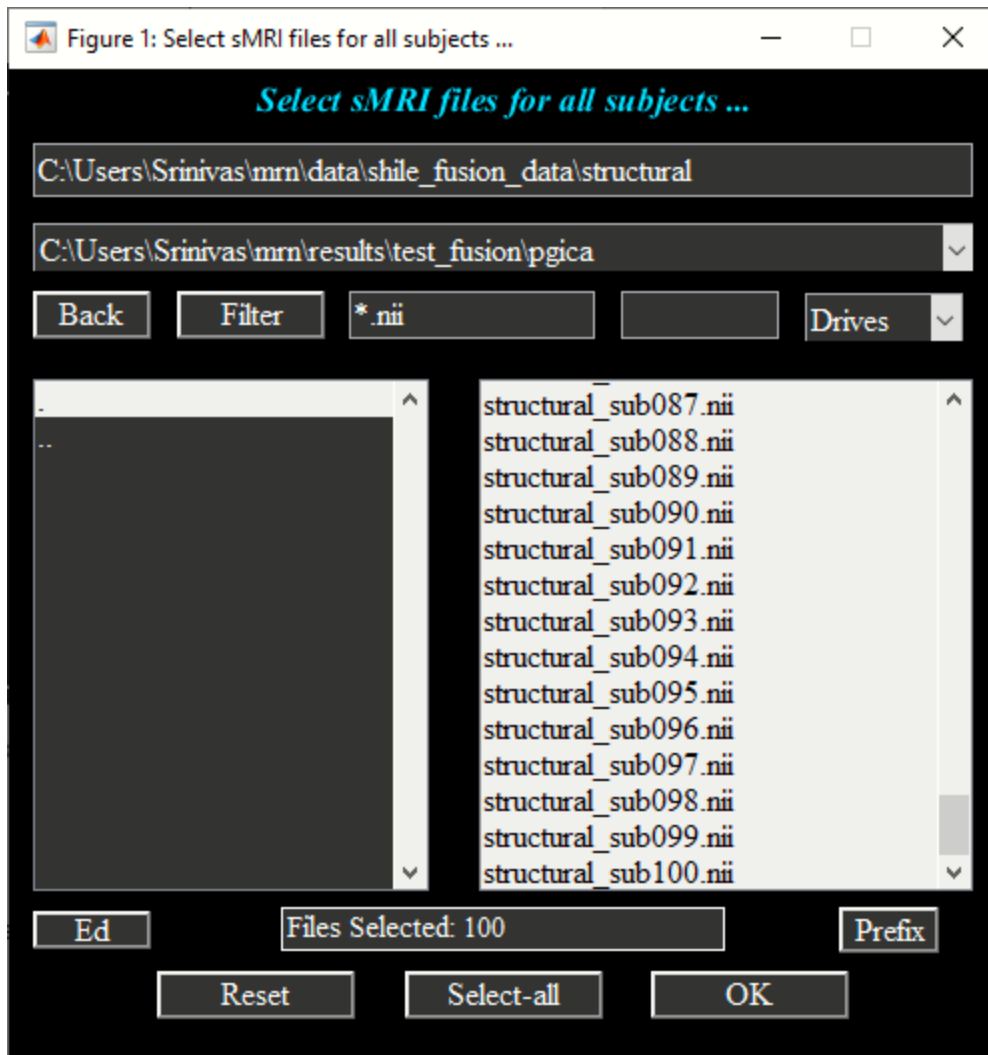 Figure 1: Select sMRI files for all subjects ...
Select sMRI files for all subjects ...
C:\Users\Srinivas\mrn\data\shile_fusion_data\structural
C:\Users\Srinivas\mrn\results\test_fusion\pgica
Back Filter *.nii Drives
.
..
structural_sub087.nii
structural_sub088.nii
structural_sub089.nii
structural_sub090.nii
structural_sub091.nii
structural_sub092.nii
structural_sub093.nii
structural_sub094.nii
structural_sub095.nii
structural_sub096.nii
structural_sub097.nii
structural_sub098.nii
structural_sub099.nii
structural_sub100.nii
Ed Files Selected: 100 Prefix
Reset Select-all OK